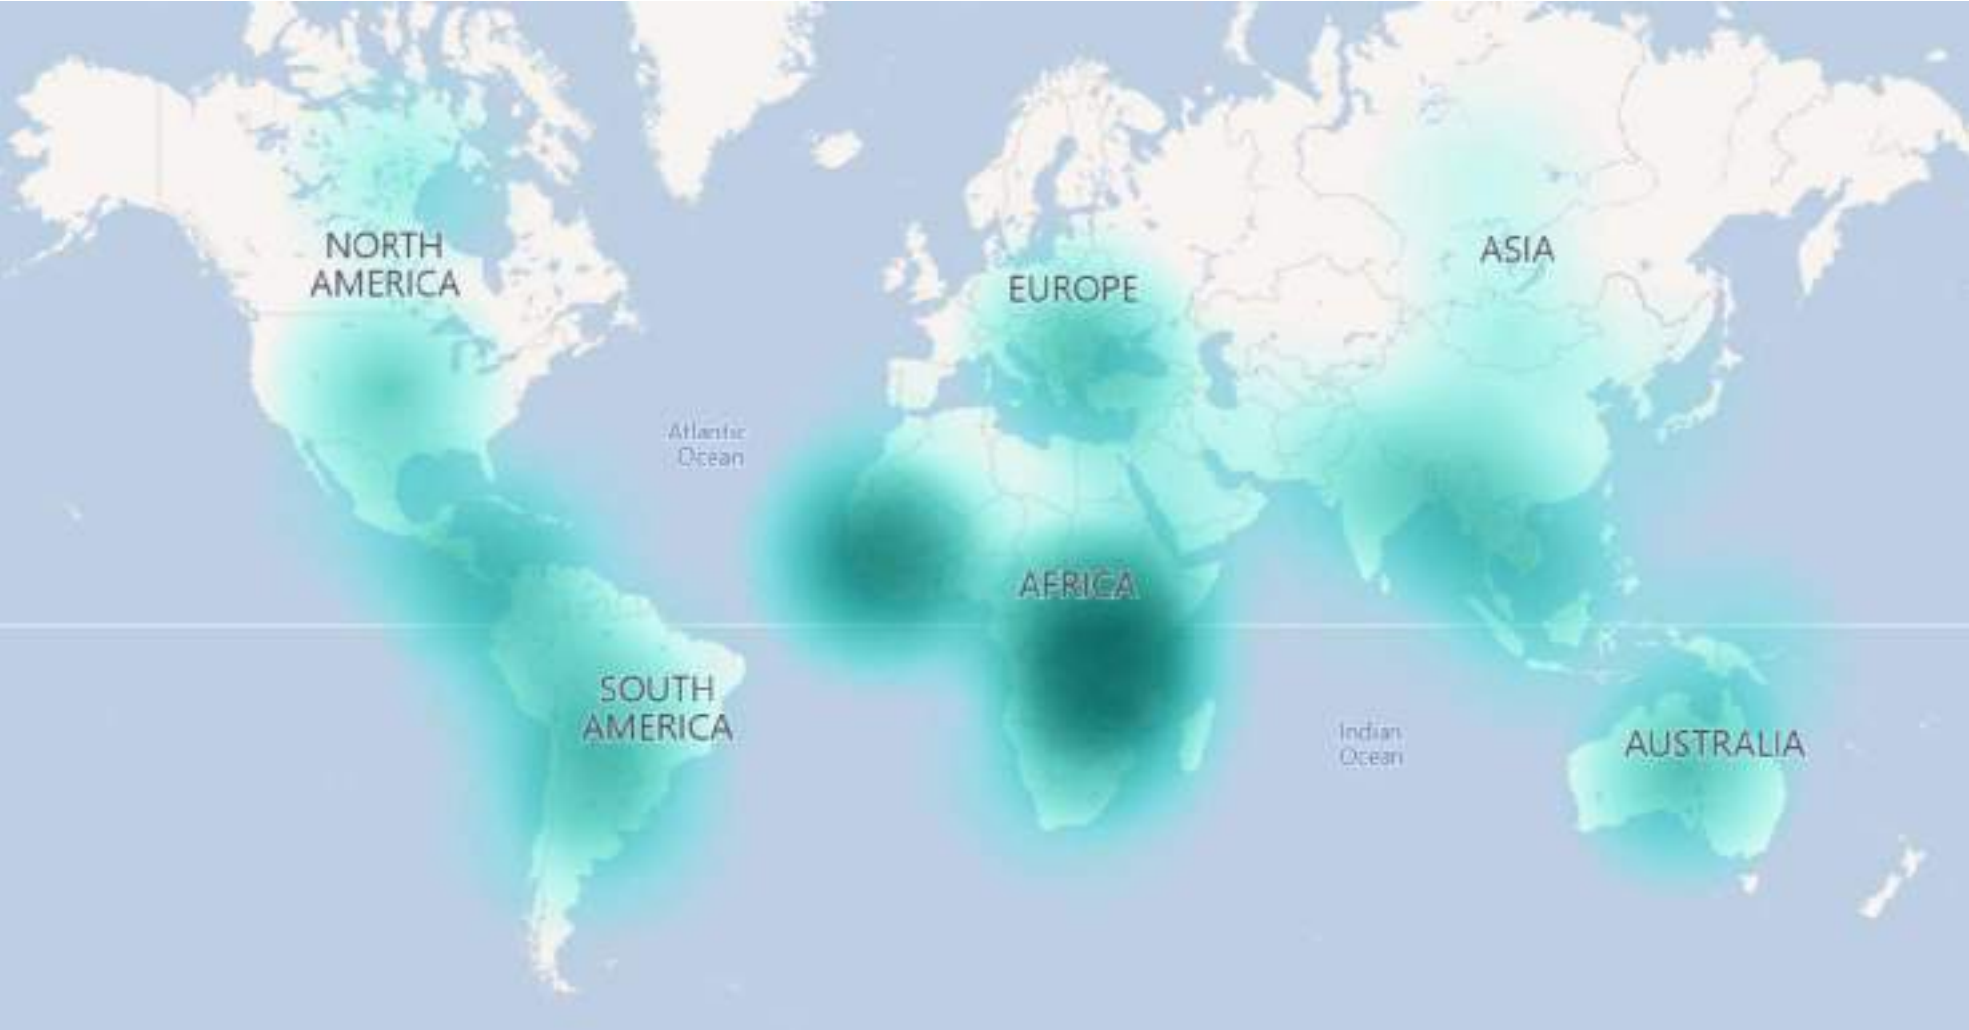 NORTH
AMERICA
EUROPE
ASIA
Atlantic
Ocean
AFRICA
SOUTH
AMERICA
Indian
Ocean
AUSTRALIA